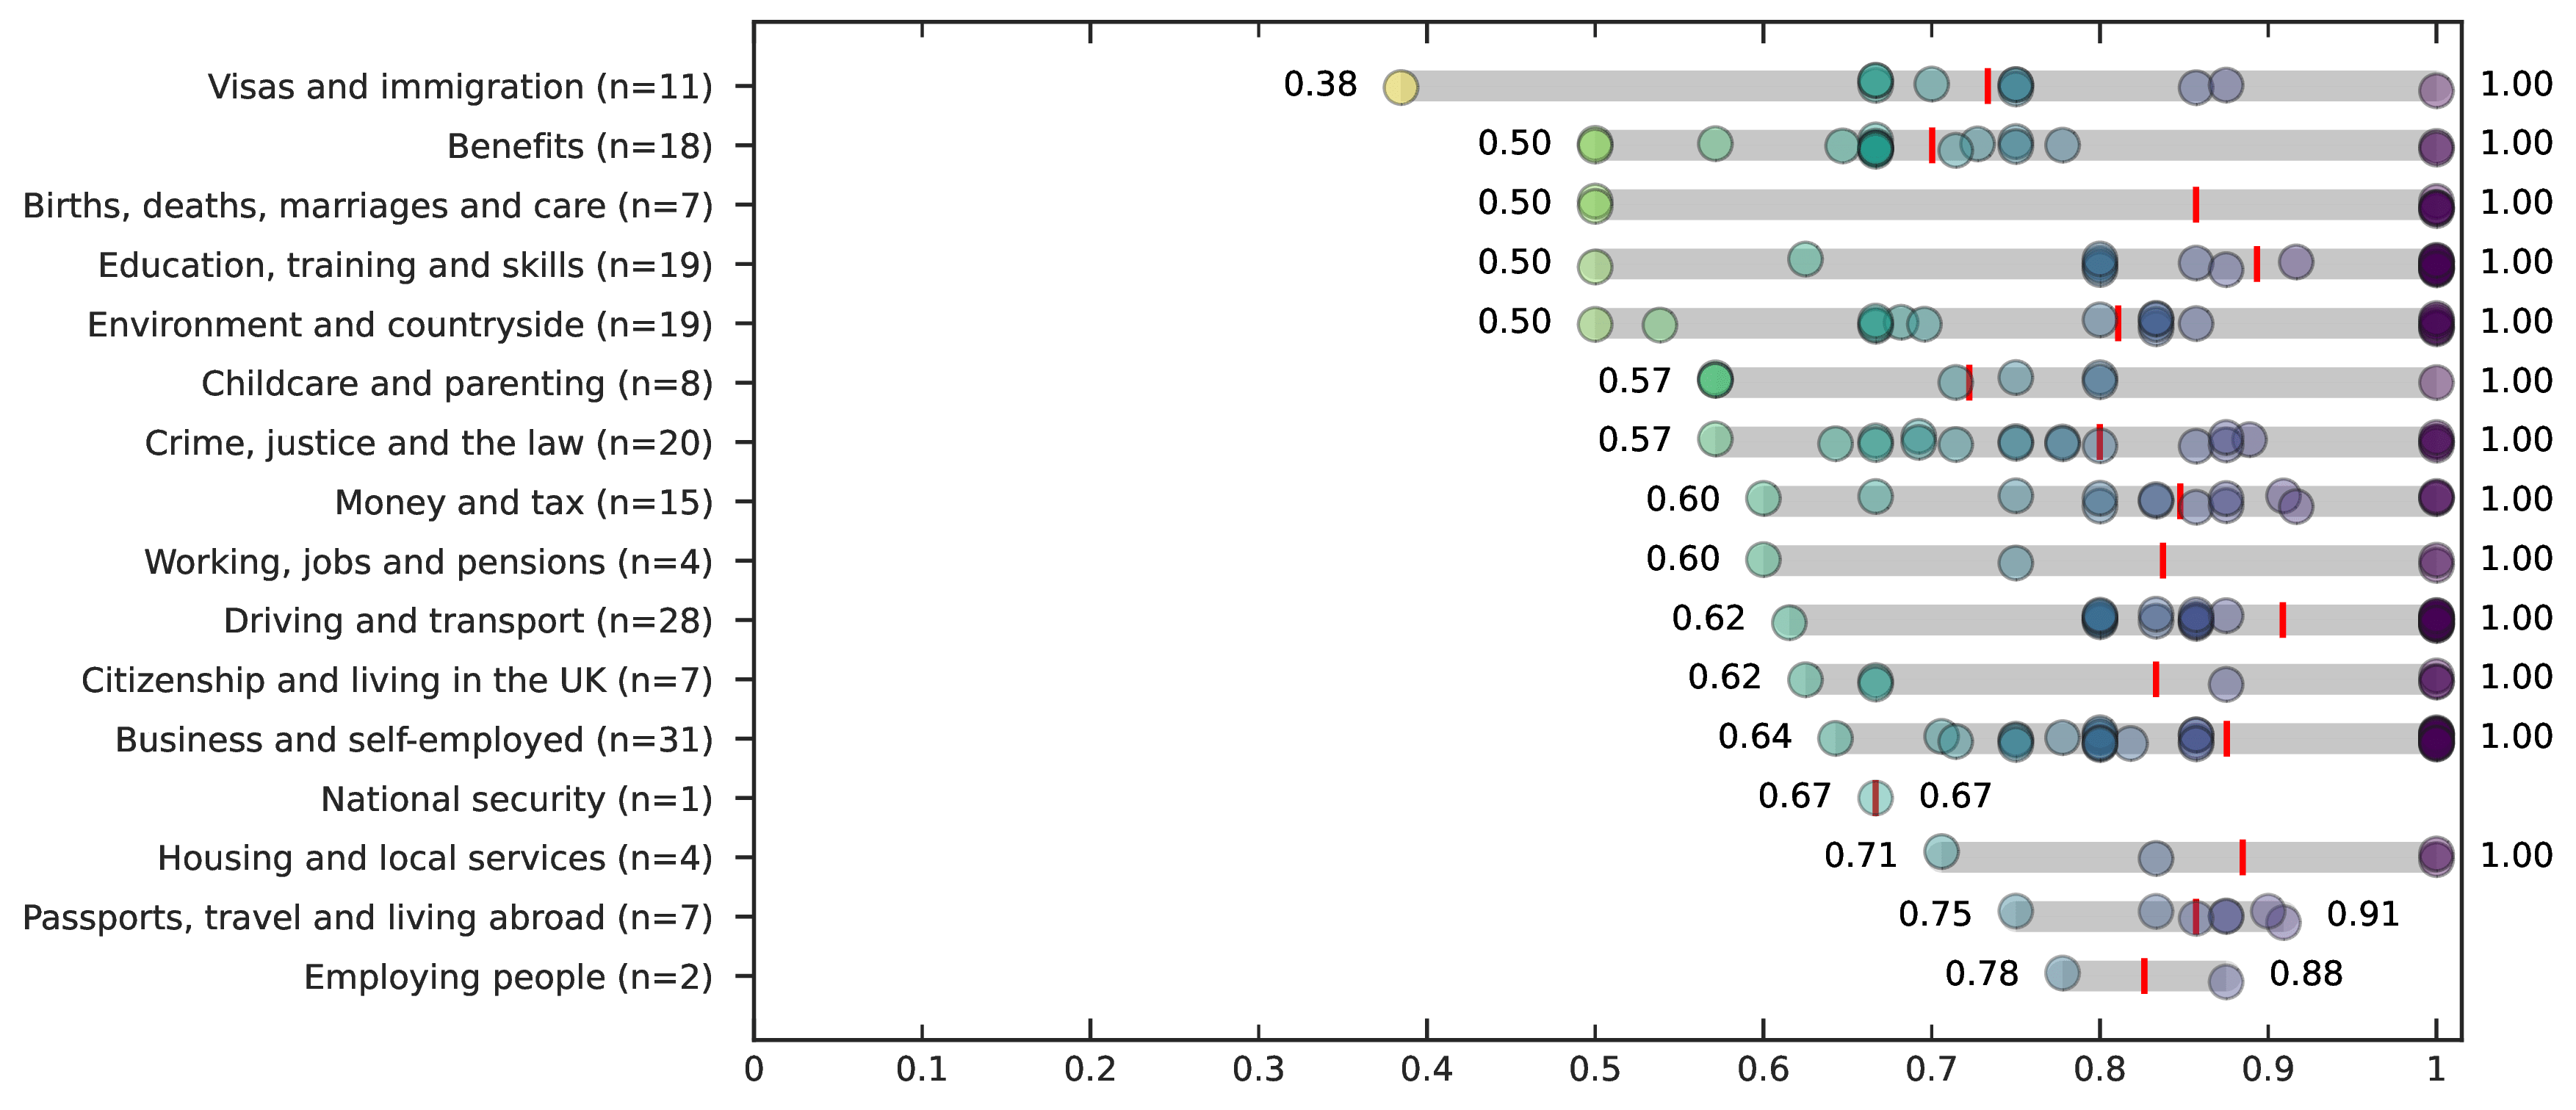 Visas and immigration (n=11) 0.38 1.00
Benefits (n=18) 0.50 1.00
Births, deaths, marriages and care (n=7) 0.50 1.00
Education, training and skills (n=19) 0.50 1.00
Environment and countryside (n=19) 0.50 1.00
Childcare and parenting (n=8) 0.57 1.00
Crime, justice and the law (n=20) 0.57 1.00
Money and tax (n=15) 0.60 1.00
Working, jobs and pensions (n=4) 0.60 1.00
Driving and transport (n=28) 0.62 1.00
Citizenship and living in the UK (n=7) 0.62 1.00
Business and self-employed (n=31) 0.64 1.00
National security (n=1) 0.67 0.67
Housing and local services (n=4) 0.71 1.00
Passports, travel and living abroad (n=7) 0.75 0.91
Employing people (n=2) 0.78 0.88
0 0.1 0.2 0.3 0.4 0.5 0.6 0.7 0.8 0.9 1